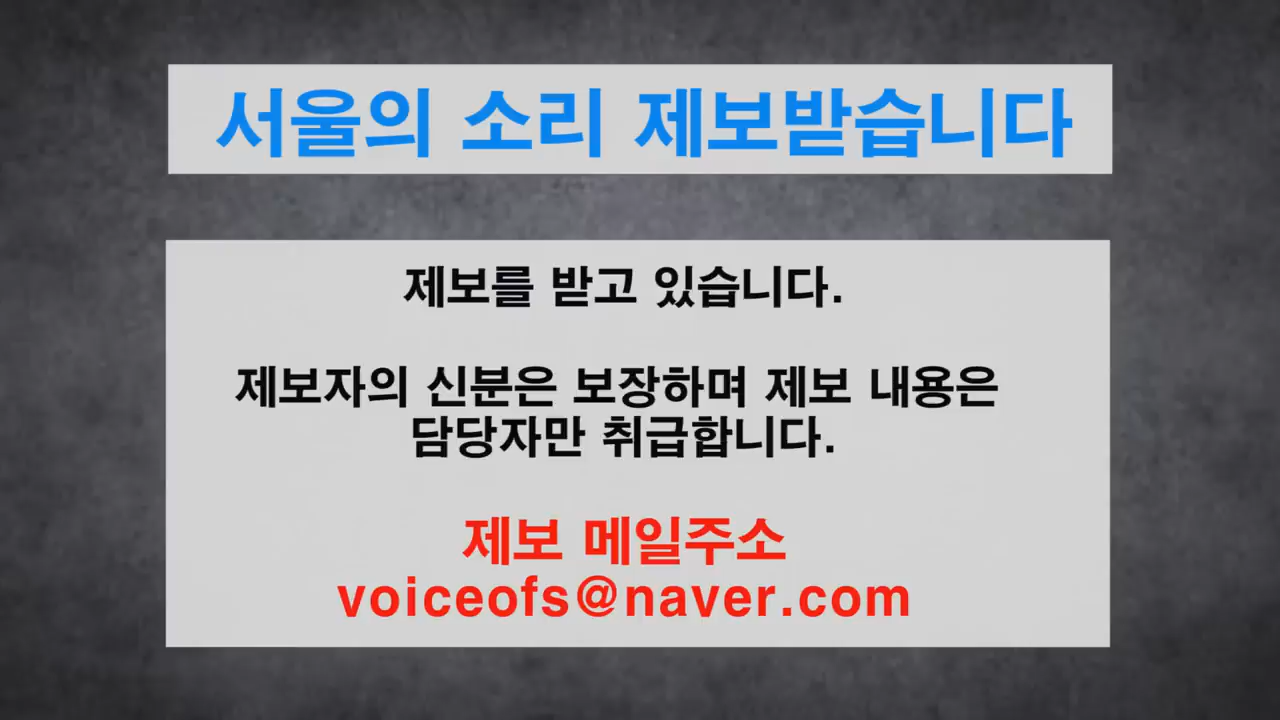 서울의 소리 제보받습니다
제보를 받고 있습니다.
제보자의 신분은 보장하며 제보 내용은
담당자만 취급합니다.
제보 메일주소
voiceofs@naver.com